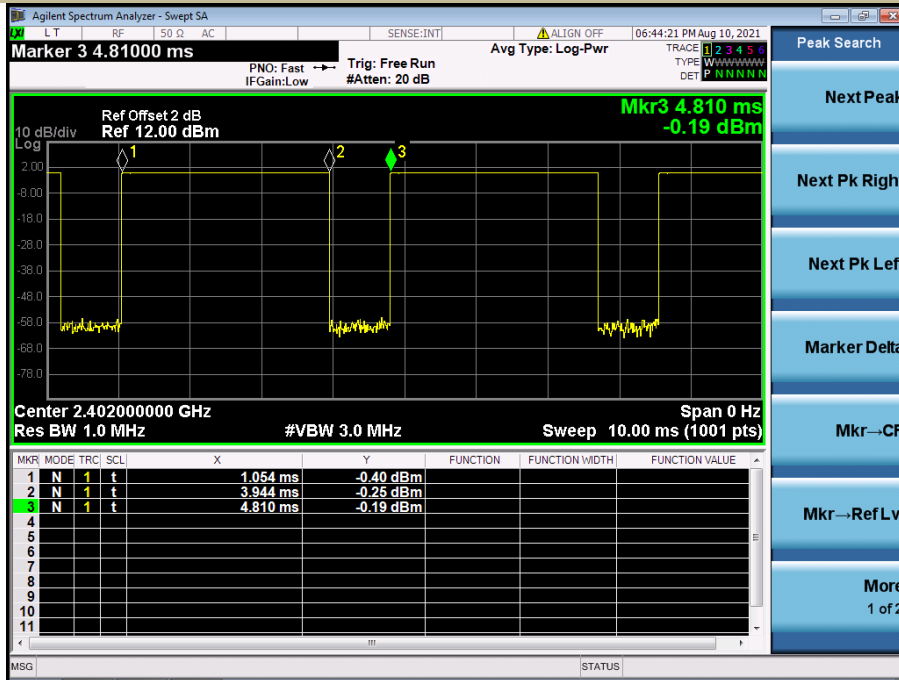 Agilent Spectrum Analyzer - Swept SA
LXI L T RF 50 Ω AC SENSE:INT ALIGN OFF 06:44:21 PM Aug 10, 2021
Marker 3 4.81000 ms
PNO: Fast
IFGain:Low
Trig: Free Run
#Atten: 20 dB
Avg Type: Log-Pwr
TRACE 1 2 3 4 5 6
TYPE WWWWWW
DET P N N N N N
Peak Search
Mkr3 4.810 ms
-0.19 dBm
Ref Offset 2 dB
10 dB/div Ref 12.00 dBm
Log
1
2
3
2.00
-8.00
-18.0
-28.0
-38.0
-48.0
-58.0
-68.0
-78.0
Center 2.402000000 GHz Span 0 Hz
Res BW 1.0 MHz #VBW 3.0 MHz Sweep 10.00 ms (1001 pts)
MKR MODE TRC SCL X Y FUNCTION FUNCTION WIDTH FUNCTION VALUE
1 N 1 t 1.054 ms -0.40 dBm
2 N 1 t 3.944 ms -0.25 dBm
3 N 1 t 4.810 ms -0.19 dBm
4
5
6
7
8
9
10
11
MSG STATUS
Next Peak
Next Pk Right
Next Pk Left
Marker Delta
Mkr→CF
Mkr→Ref Lvl
More
1 of 2